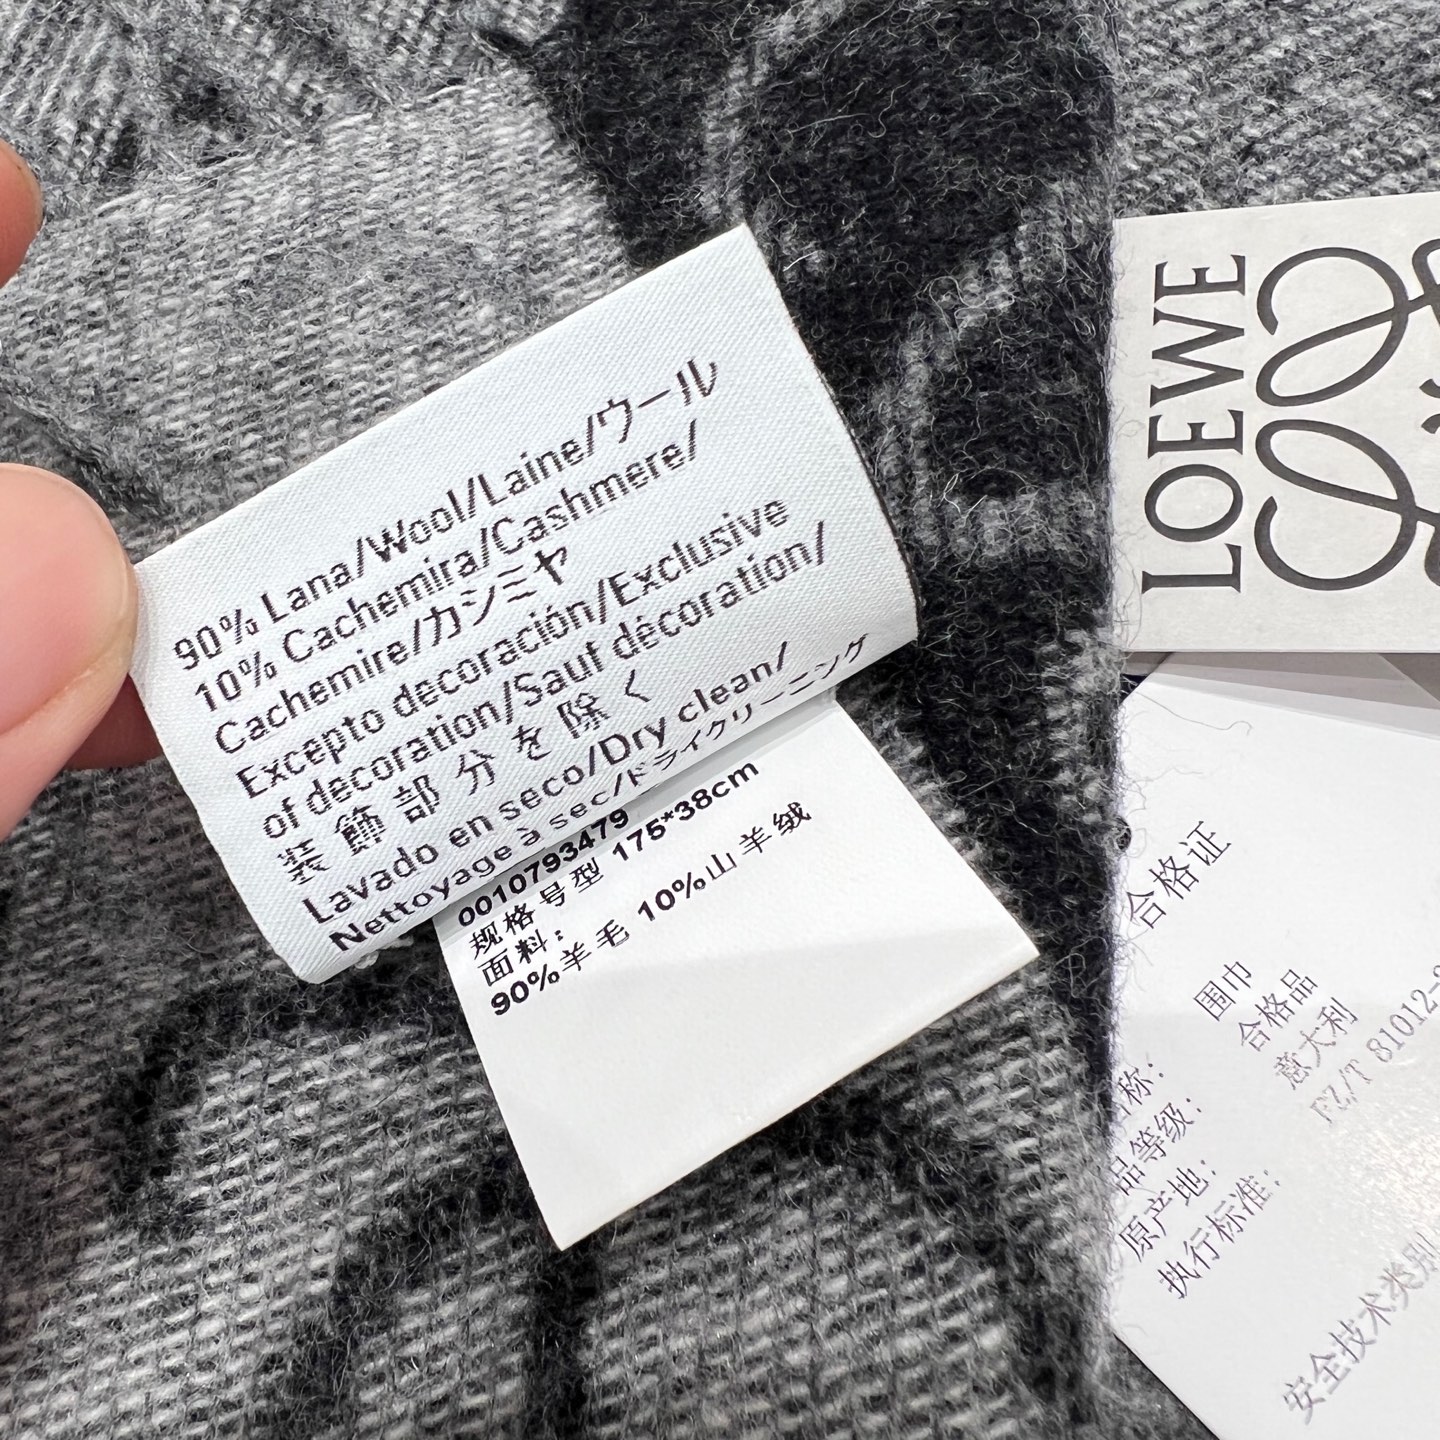 90% Lana/Wool/Laine/ウール
10% Cachemira/Cashmere/
Cachemire/カシミヤ
Excepto decoración/Exclusive
of decoration/Sauf décoration/
装飾部分を除く
Lavado en seco/Dry clean/
Nettoyage à sec/ドライクリーニング
0010793479
规格号型 175*38cm
面料:
90%羊毛 10%山羊绒
LOEWE
合格证
称: 围巾
品等级: 合格品
原产地: 意大利
执行标准: FZ/T 81012-
安全技术类别